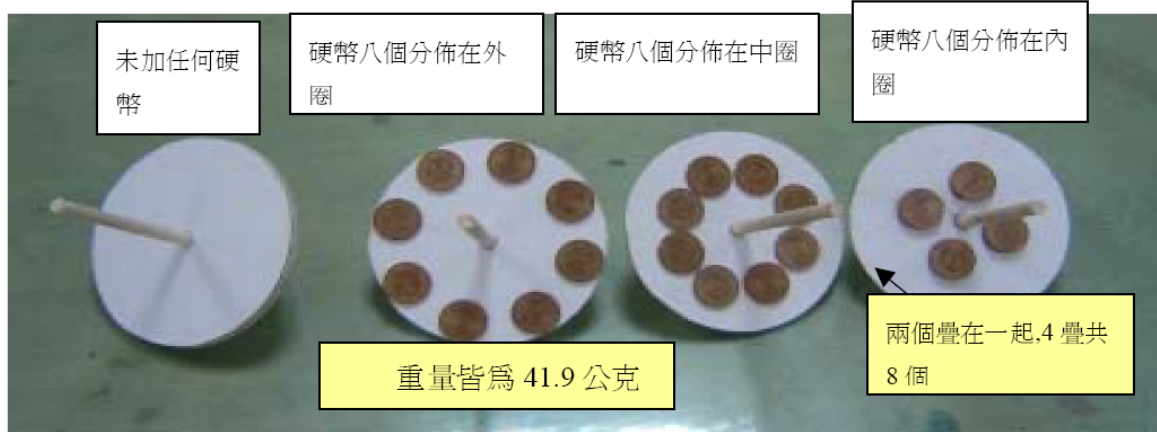 未加任何硬
幣
硬幣八個分佈在外
圈
硬幣八個分佈在中圈
硬幣八個分佈在內
圈
兩個疊在一起,4 疊共
8 個
重量皆為 41.9 公克